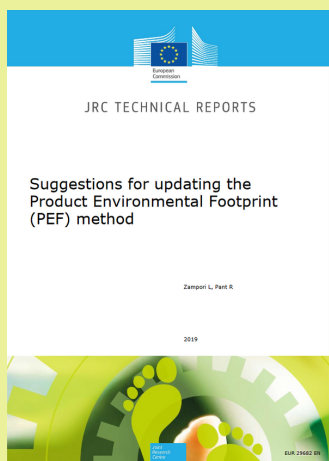 European
Commission
JRC TECHNICAL REPORTS
Suggestions for updating the
Product Environmental Footprint
(PEF) method
Zampori L, Pant R
2019
Joint
Research
Centre
EUR 29682 EN